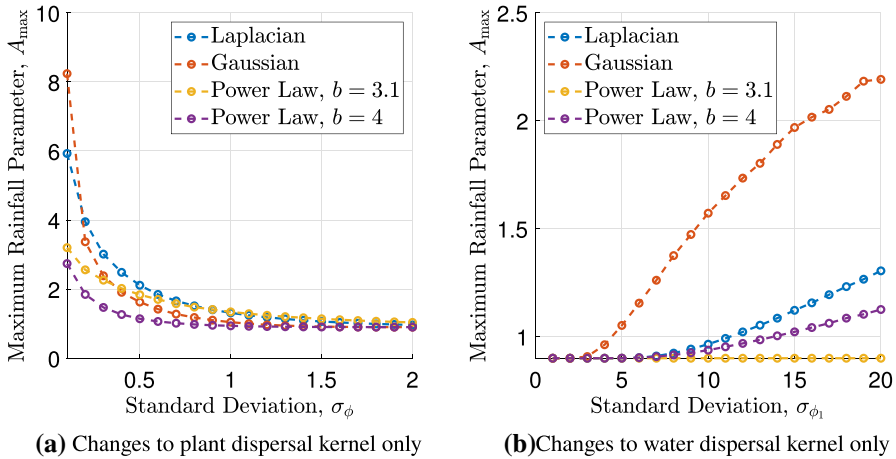 Maximum Rainfall Parameter, A_max
10
8
6
4
2
0
0.5
1
1.5
2
Laplacian
Gaussian
Power Law, b = 3.1
Power Law, b = 4
Standard Deviation, σ_ϕ
(a) Changes to plant dispersal kernel only
Maximum Rainfall Parameter, A_max
2.5
2
1.5
1
0
5
10
15
20
Laplacian
Gaussian
Power Law, b = 3.1
Power Law, b = 4
Standard Deviation, σ_ϕ₁
(b)Changes to water dispersal kernel only